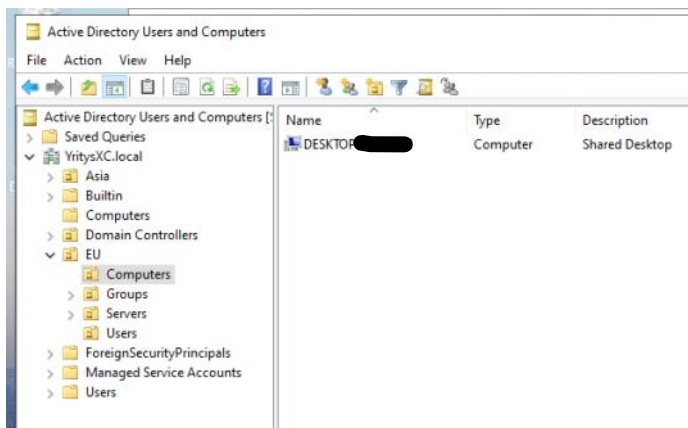 Active Directory Users and Computers
File Action View Help
Active Directory Users and Computers [
Saved Queries
YritysXC.local
Asia
Builtin
Computers
Domain Controllers
EU
Computers
Groups
Servers
Users
ForeignSecurityPrincipals
Managed Service Accounts
Users
Name Type Description
DESKTOP Computer Shared Desktop